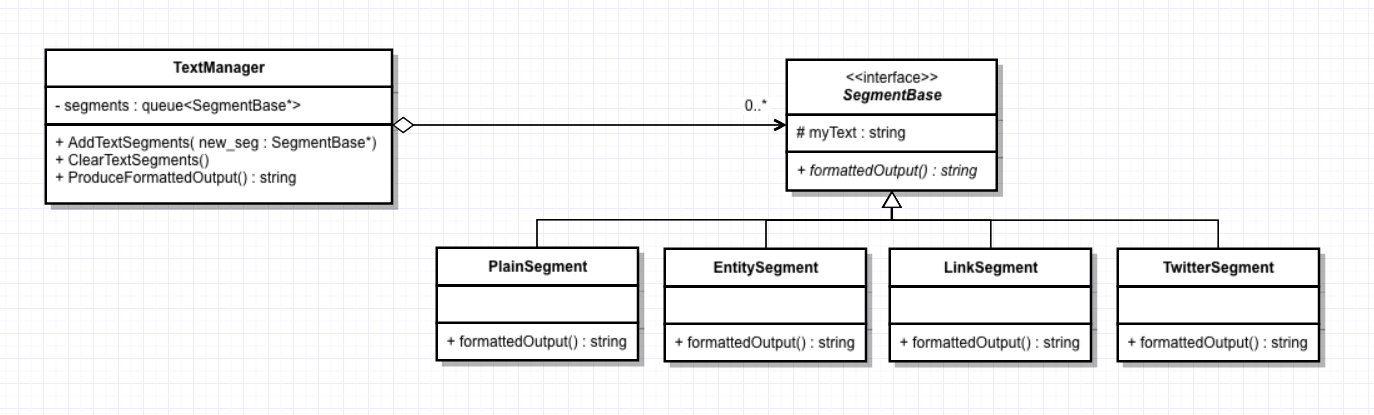 TextManager
- segments : queue<SegmentBase*>
+ AddTextSegments( new_seg : SegmentBase*)
+ ClearTextSegments()
+ ProduceFormattedOutput() : string
0..*
<<interface>>
SegmentBase
# myText : string
+ formattedOutput() : string
PlainSegment
+ formattedOutput() : string
EntitySegment
+ formattedOutput() : string
LinkSegment
+ formattedOutput() : string
TwitterSegment
+ formattedOutput() : string